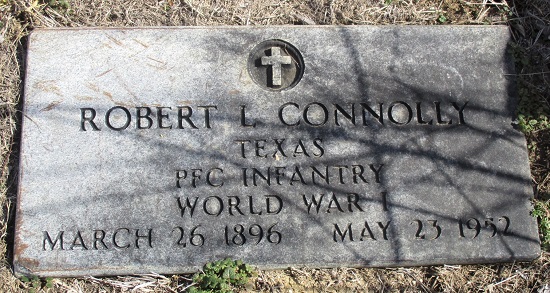 ROBERT L CONNOLLY
TEXAS
PFC INFANTRY
WORLD WAR I
MARCH 26 1896 MAY 23 1952